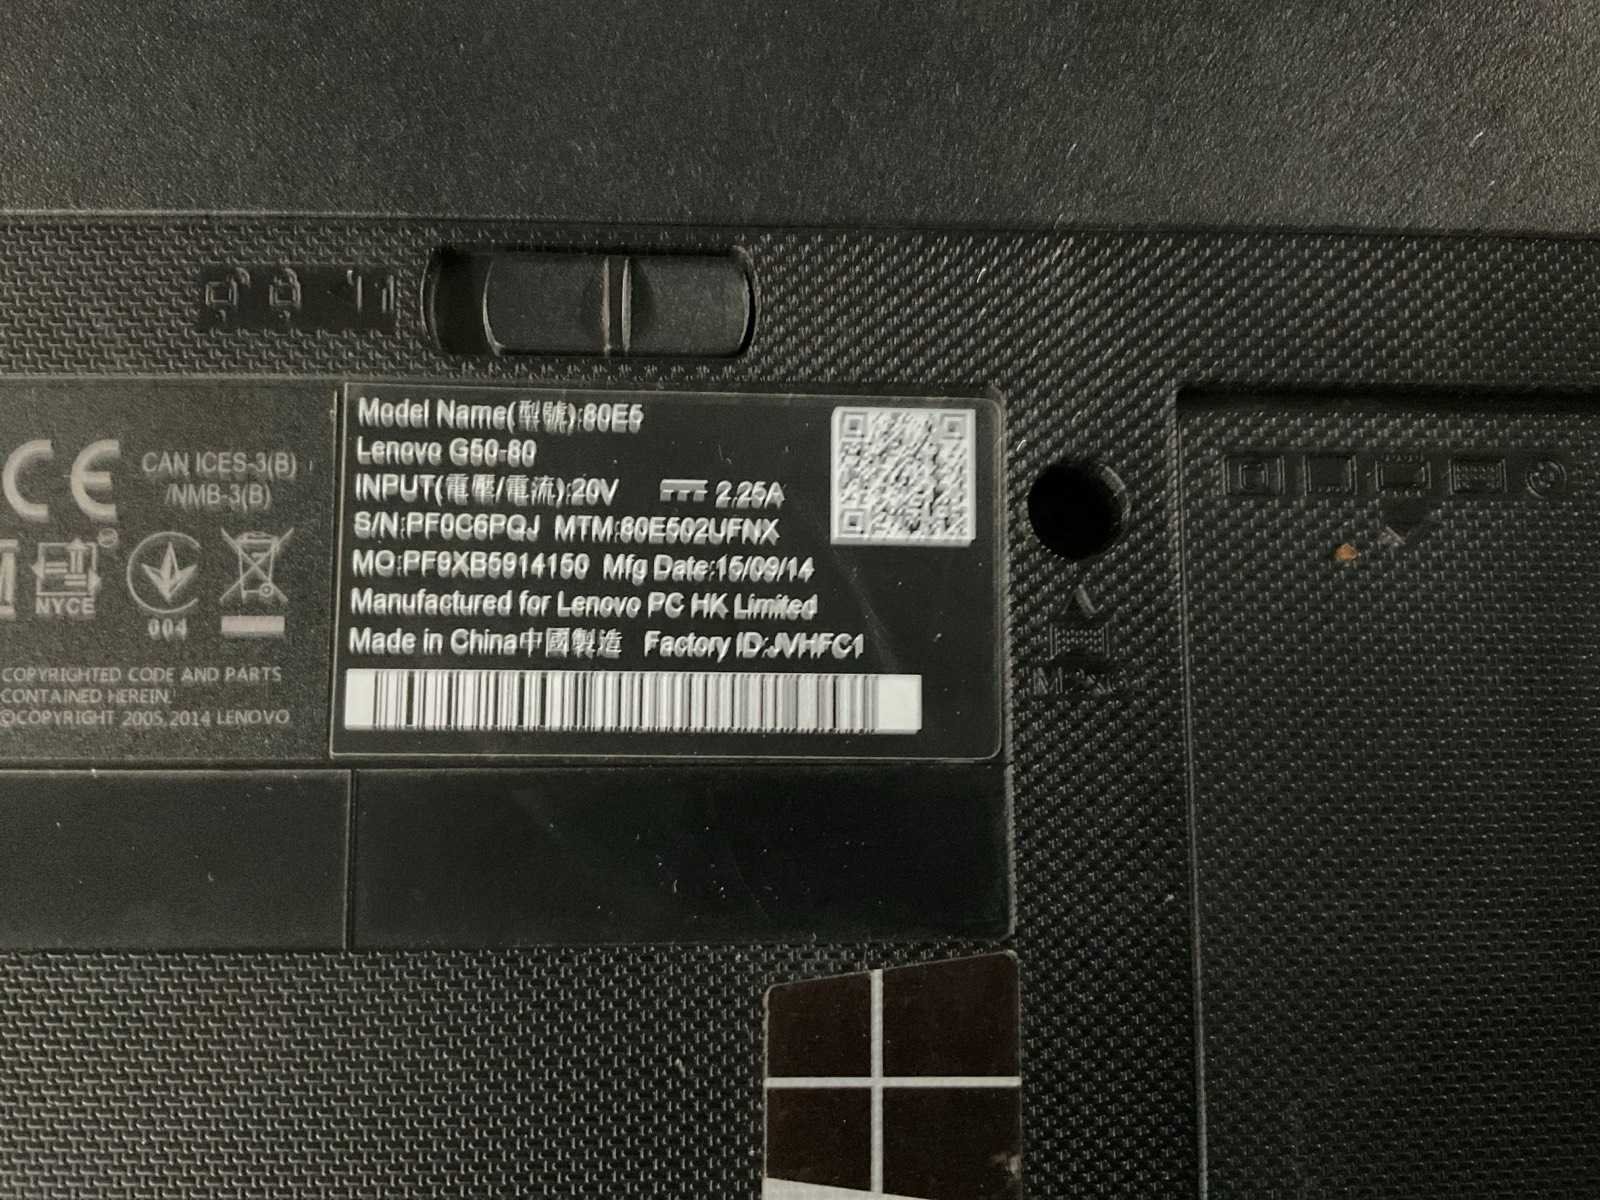 CE
CAN ICES-3(B)
/NMB-3(B)
NYCE
004
COPYRIGHTED CODE AND PARTS
CONTAINED HEREIN.
©COPYRIGHT 2005,2014 LENOVO
Model Name(型號):80E5
Lenovo G50-80
INPUT(電壓/電流):20V 2.25A
S/N:PF0C6PQJ MTM:80E502UFNX
MO:PF9XB5914150 Mfg Date:15/09/14
Manufactured for Lenovo PC HK Limited
Made in China中國製造 Factory ID:JVHFC1